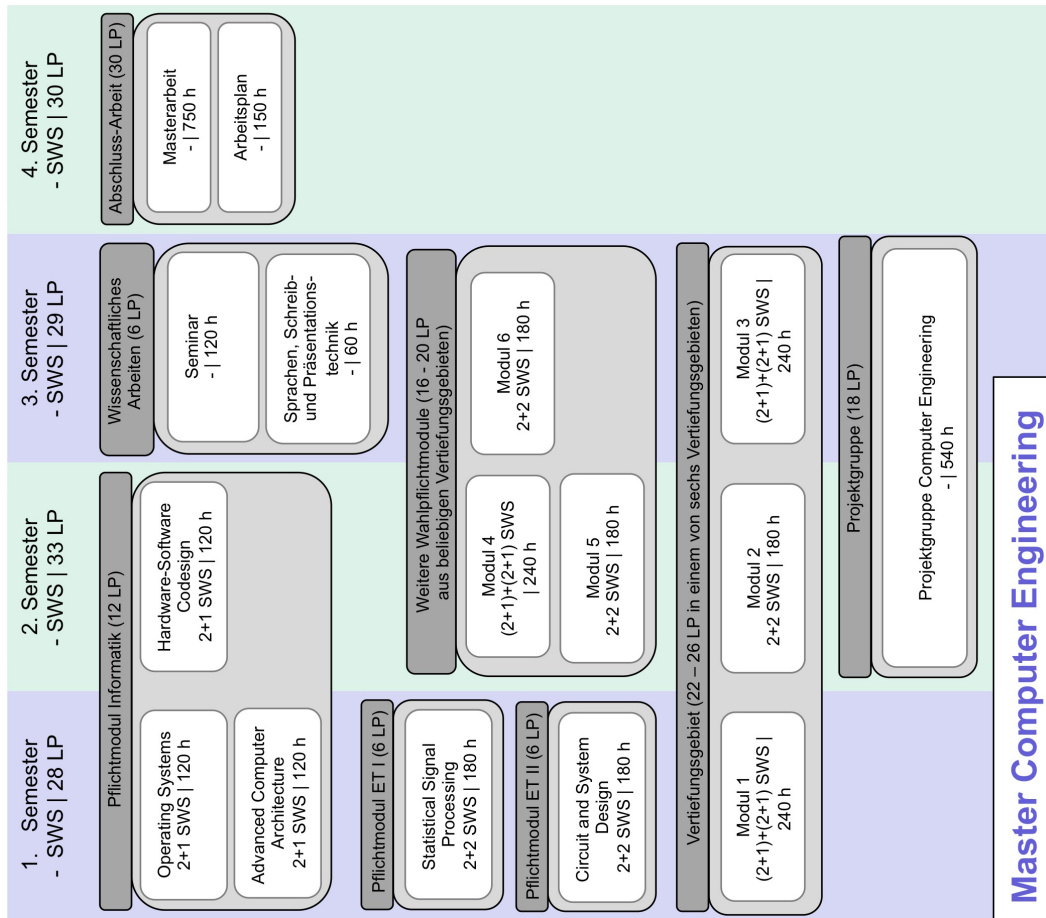 1. Semester
- SWS | 28 LP
2. Semester
- SWS | 33 LP
3. Semester
- SWS | 29 LP
4. Semester
- SWS | 30 LP
Pflichtmodul Informatik (12 LP)
Operating Systems
2+1 SWS | 120 h
Advanced Computer
Architecture
2+1 SWS | 120 h
Hardware-Software
Codesign
2+1 SWS | 120 h
Wissenschaftliches
Arbeiten (6 LP)
Seminar
- | 120 h
Sprachen, Schreib-
und Präsentations-
technik
- | 60 h
Abschluss-Arbeit (30 LP)
Masterarbeit
- | 750 h
Arbeitsplan
- | 150 h
Pflichtmodul ET I (6 LP)
Statistical Signal
Processing
2+2 SWS | 180 h
Pflichtmodul ET II (6 LP)
Circuit and System
Design
2+2 SWS | 180 h
Weitere Wahlpflichtmodule (16 - 20 LP
aus beliebigen Vertiefungsgebieten)
Modul 4
(2+1)+(2+1) SWS
| 240 h
Modul 5
2+2 SWS | 180 h
Modul 6
2+2 SWS | 180 h
Vertiefungsgebiet (22 – 26 LP in einem von sechs Vertiefungsgebieten)
Modul 1
(2+1)+(2+1) SWS |
240 h
Modul 2
2+2 SWS | 180 h
Modul 3
(2+1)+(2+1) SWS |
240 h
Projektgruppe (18 LP)
Projektgruppe Computer Engineering
- | 540 h
Master Computer Engineering